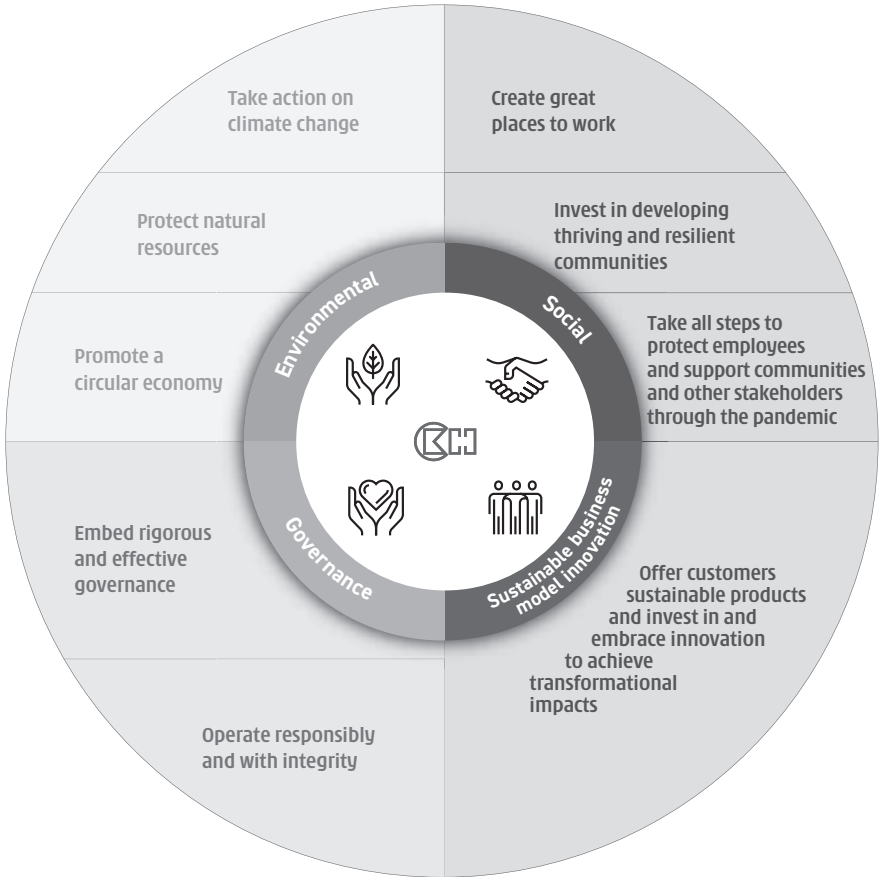 Take action on
climate change
Create great
places to work
Protect natural
resources
Invest in developing
thriving and resilient
communities
Promote a
circular economy
Take all steps to
protect employees
and support communities
and other stakeholders
through the pandemic
Environmental
Social
CKH
Governance
Sustainable business
model innovation
Embed rigorous
and effective
governance
Offer customers
sustainable products
and invest in and
embrace innovation
to achieve
transformational
impacts
Operate responsibly
and with integrity